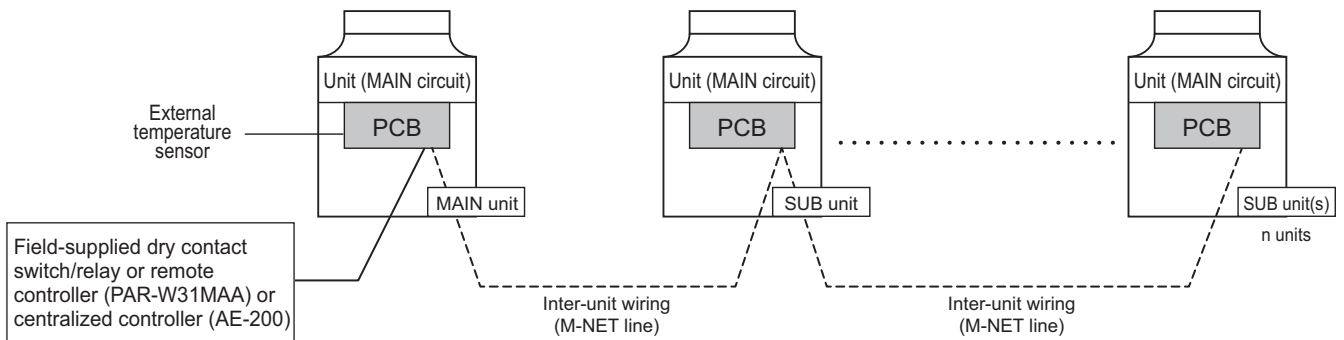 Unit (MAIN circuit)
PCB
External
temperature
sensor
MAIN unit
Unit (MAIN circuit)
PCB
SUB unit
Unit (MAIN circuit)
PCB
SUB unit(s)
n units
Field-supplied dry contact
switch/relay or remote
controller (PAR-W31MAA) or
centralized controller (AE-200)
Inter-unit wiring
(M-NET line)
Inter-unit wiring
(M-NET line)